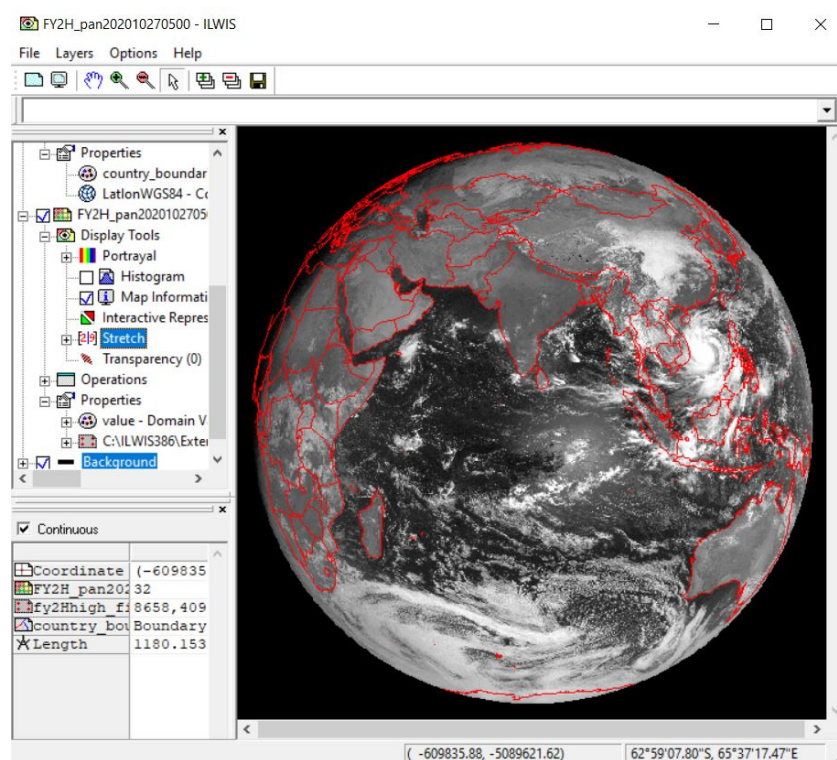 FY2H_pan202010270500 - ILWIS
File Layers Options Help
Properties
country_boundar
LatlonWGS84 - Co
FY2H_pan20201027050
Display Tools
Portrayal
Histogram
Map Informati
Interactive Repres
[2|9] Stretch
Transparency (0)
Operations
Properties
value - Domain V
C:\ILWIS386\Exter
Background
Continuous
Coordinate (-609835
FY2H_pan202 32
fy2Hhigh_fi 8658,409
country_bou Boundary
Length 1180.153
( -609835.88, -5089621.62) 62°59'07.80"S, 65°37'17.47"E